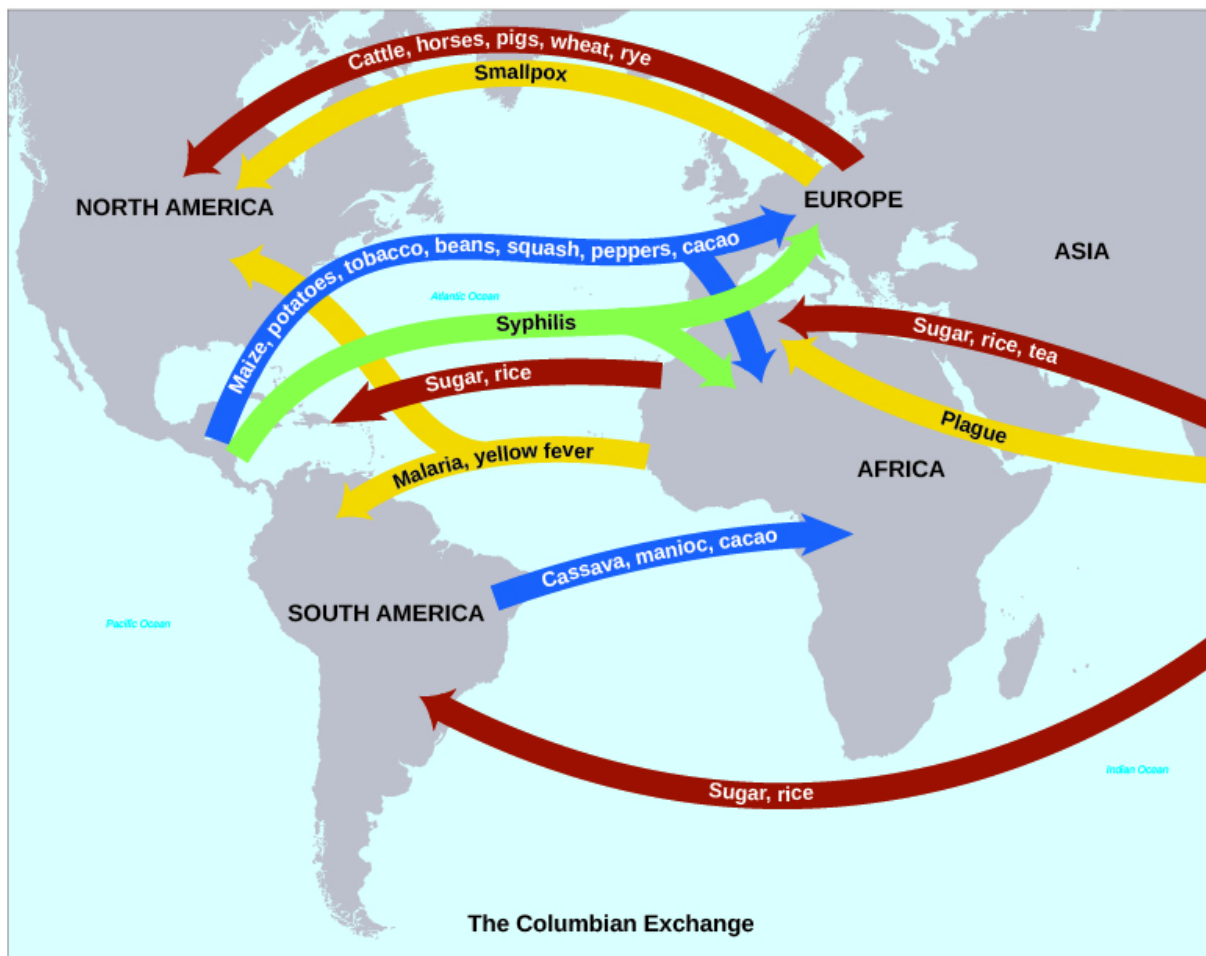 Cattle, horses, pigs, wheat, rye
Smallpox
NORTH AMERICA
EUROPE
ASIA
Maize, potatoes, tobacco, beans, squash, peppers, cacao
Atlantic Ocean
Syphilis
Sugar, rice, tea
Sugar, rice
Plague
Malaria, yellow fever
AFRICA
Cassava, manioc, cacao
SOUTH AMERICA
Pacific Ocean
Indian Ocean
Sugar, rice
The Columbian Exchange